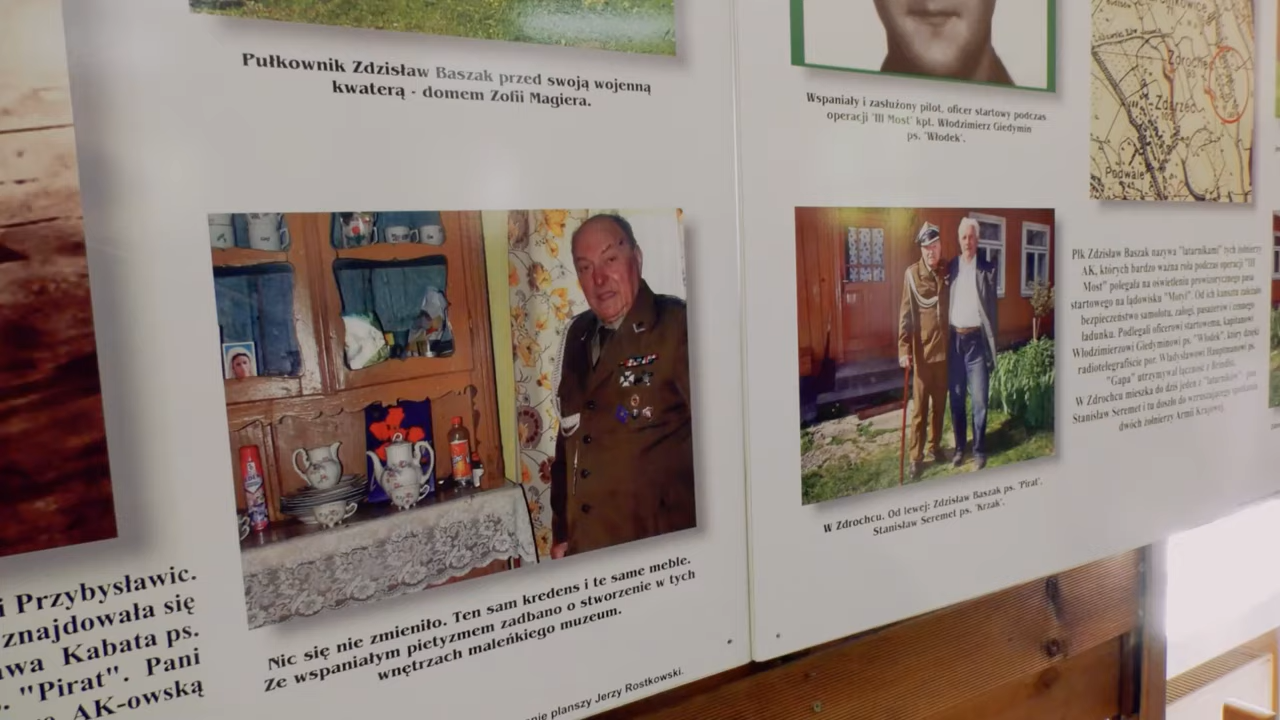 Pułkownik Zdzisław Baszak przed swoją wojenną
kwaterą - domem Zofii Magiera.
Nic się nie zmieniło. Ten sam kredens i te same meble.
Ze wspaniałym pietyzmem zadbano o stworzenie w tych
wnętrzach maleńkiego muzeum.
i Przybysławic.
znajdowała się
Kabata ps.
"Pirat". Pani
AK-owską
planszy Jerzy Rostkowski.
Wspaniały i zasłużony pilot, oficer startowy podczas
operacji "III Most" kpt. Włodzimierz Giedymin
ps. "Włodek".
W Zdrochcu. Od lewej: Zdzisław Baszak ps. "Pirat".
Stanisław Seremet ps. "Krzak".
Podwale
Płk Zdzisław Baszak nazywa "latarnikami" tych żołnierzy
AK, których bardzo ważna rola podczas operacji "III
Most" polegała na oświetleniu prowizorycznego pasa
startowego na lądowisku "Motyl". Od ich kunsztu zależało
bezpieczeństwo samolotu, załogi, pasażerów i cennego
ładunku. Podlegali oficerowi startowemu, kapitanowi
Włodzimierzowi Giedyminowi ps. "Włodek", który dzięki
radiotelegrafiście por. Władysławowi Hauptmanowi ps.
"Gapa" utrzymywał łączność z Brindisi.
W Zdrochcu mieszka do dziś jeden z "latarników": pan
Stanisław Seremet i tu doszło do wzruszającego spotkania
dwóch żołnierzy Armii Krajowej.